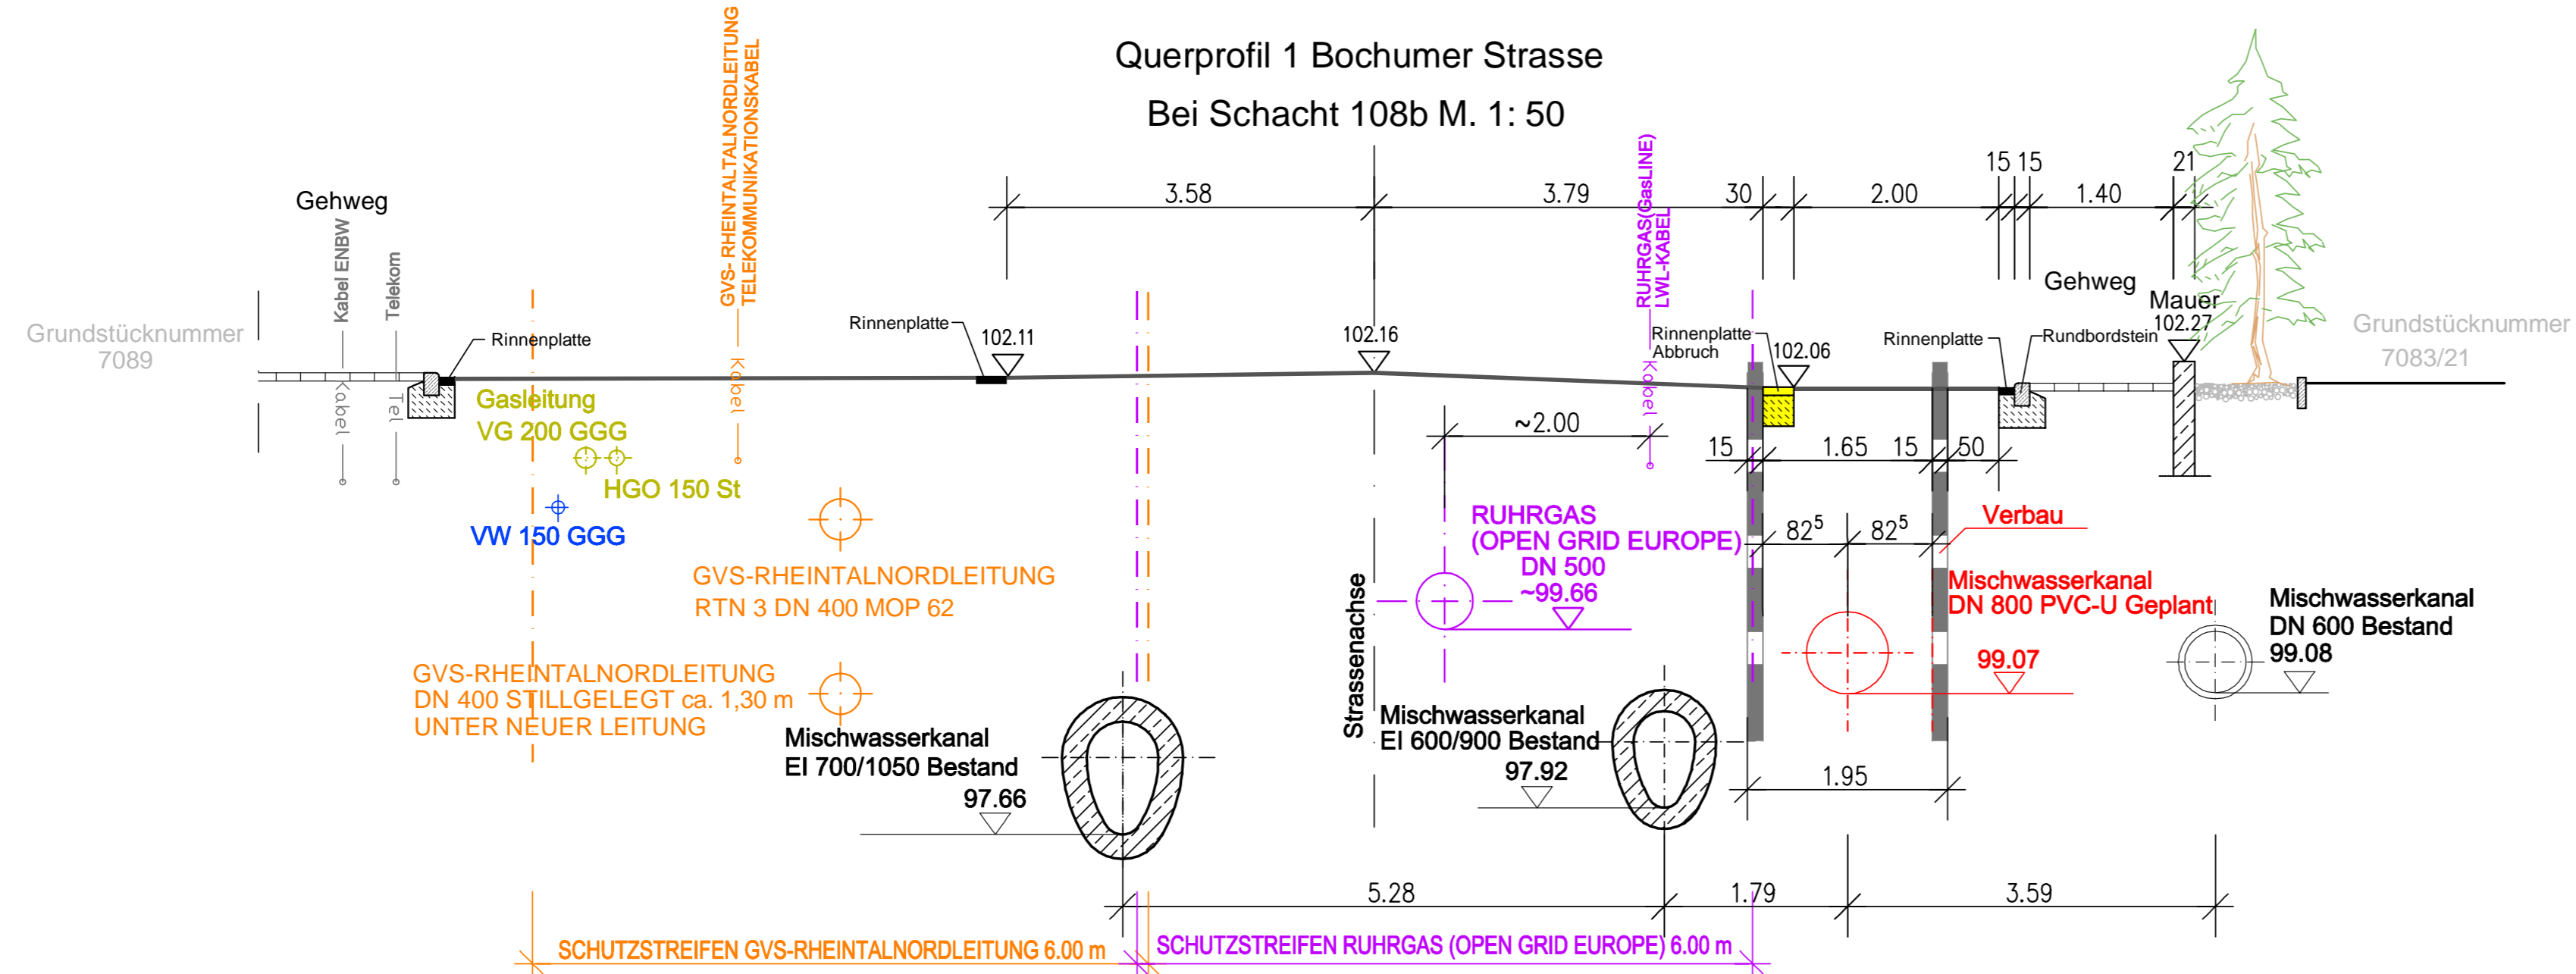 Querprofil 1 Bochumer Strasse
Bei Schacht 108b M. 1: 50
GVS- RHEINTALTALNORDLEITUNG
TELEKOMMUNIKATIONSKABEL
RUHRGAS(GasLINE)
LWL-KABEL
3.58
3.79
30
2.00
15 15
1.40
21
Gehweg
Kabel ENBW
Telekom
Gehweg
Mauer
102.27
Grundstücknummer
7089
Grundstücknummer
7083/21
Rinnenplatte
Rinnenplatte
102.11
102.16
Rinnenplatte
Abbruch
102.06
Rinnenplatte
Rundbordstein
Kabel
Tel
Kabel
Kabel
Gasleitung
VG 200 GGG
HGO 150 St
VW 150 GGG
~2.00
15
1.65
15
50
82⁵
82⁵
Verbau
RUHRGAS
(OPEN GRID EUROPE)
DN 500
~99.66
GVS-RHEINTALNORDLEITUNG
RTN 3 DN 400 MOP 62
Strassenachse
Mischwasserkanal
DN 800 PVC-U Geplant
99.07
Mischwasserkanal
DN 600 Bestand
99.08
GVS-RHEINTALNORDLEITUNG
DN 400 STILLGELEGT ca. 1,30 m
UNTER NEUER LEITUNG
Mischwasserkanal
EI 700/1050 Bestand
97.66
Mischwasserkanal
EI 600/900 Bestand
97.92
1.95
5.28
1.79
3.59
SCHUTZSTREIFEN GVS-RHEINTALNORDLEITUNG 6.00 m
SCHUTZSTREIFEN RUHRGAS (OPEN GRID EUROPE) 6.00 m